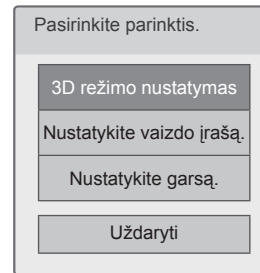 Pasirinkite parinktis.
3D režimo nustatymas
Nustatykite vaizdo įrašą.
Nustatykite garsą.
Uždaryti